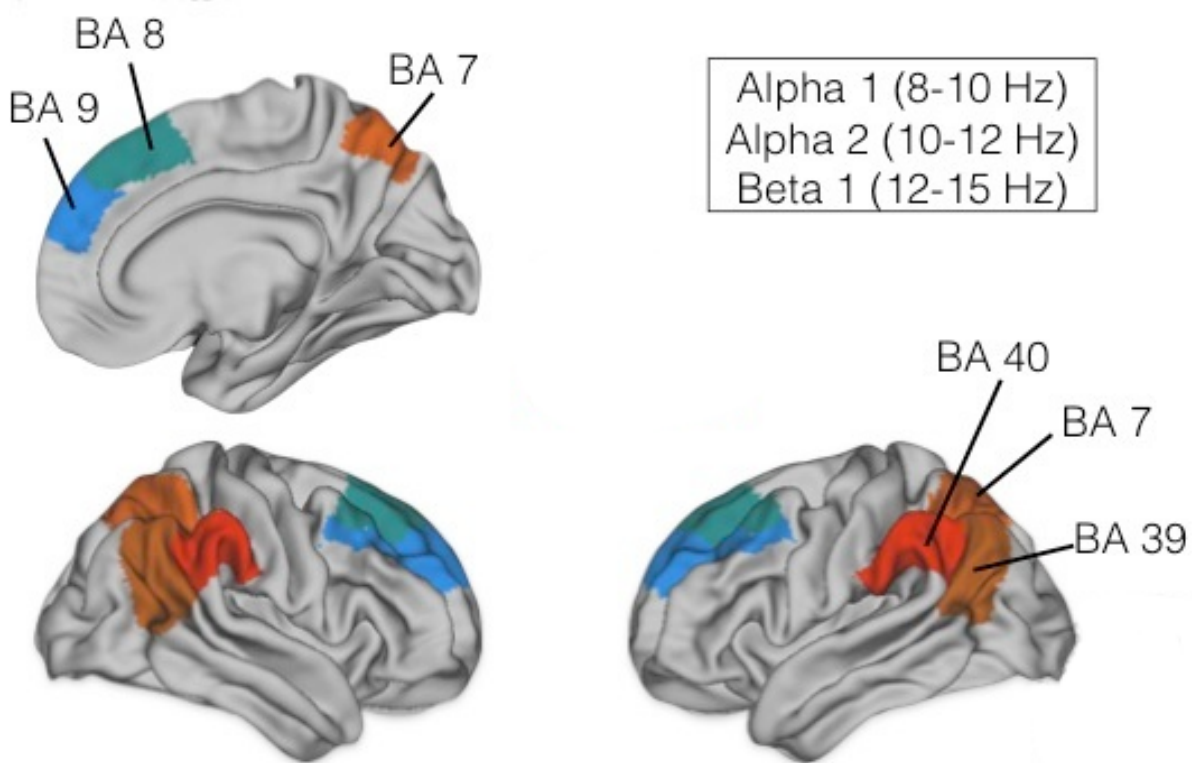 BA 8
BA 7
BA 9
Alpha 1 (8-10 Hz)
Alpha 2 (10-12 Hz)
Beta 1 (12-15 Hz)
BA 40
BA 7
BA 39